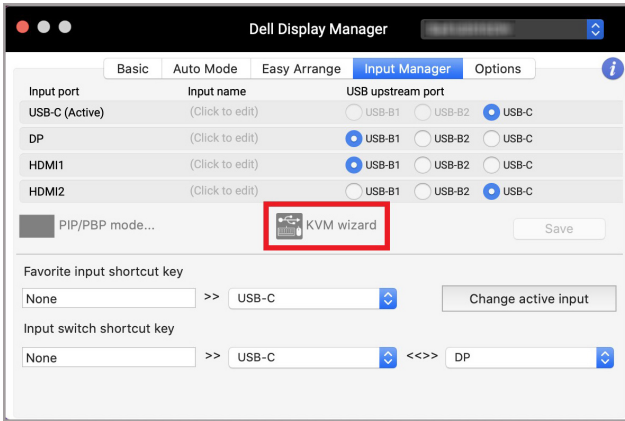 Dell Display Manager
Basic Auto Mode Easy Arrange Input Manager Options i
Input port Input name USB upstream port
USB-C (Active) (Click to edit) USB-B1 USB-B2 USB-C
DP (Click to edit) USB-B1 USB-B2 USB-C
HDMI1 (Click to edit) USB-B1 USB-B2 USB-C
HDMI2 (Click to edit) USB-B1 USB-B2 USB-C
PIP/PBP mode... KVM wizard Save
Favorite input shortcut key
None >> USB-C Change active input
Input switch shortcut key
None >> USB-C <<>> DP